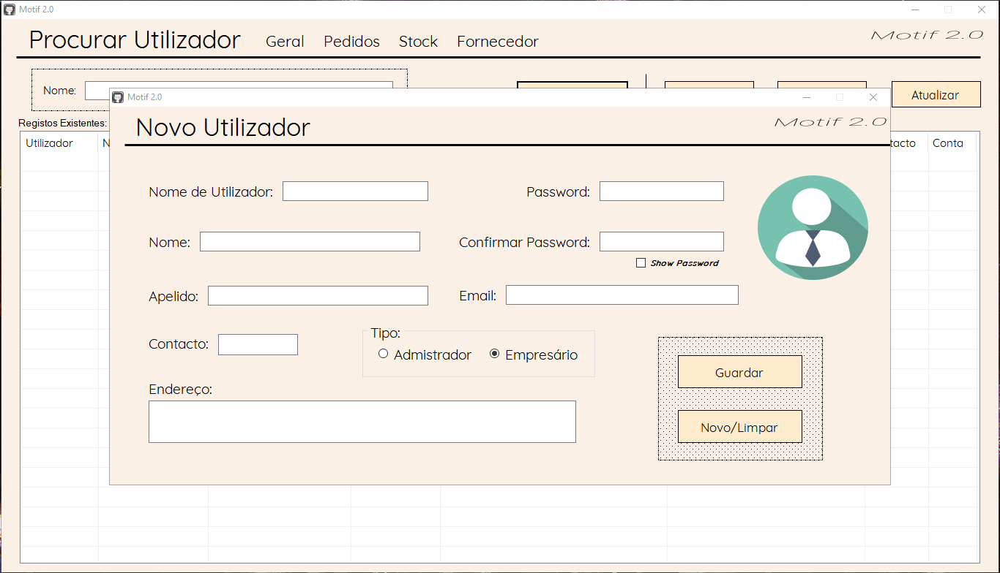 Motif 2.0
Procurar Utilizador Geral Pedidos Stock Fornecedor Motif 2.0
Nome:
Atualizar
Registos Existentes:
Utilizador Conta
Motif 2.0
Novo Utilizador Motif 2.0
Nome de Utilizador: Password:
Nome: Confirmar Password:
Show Password
Apelido: Email:
Contacto: Tipo:
Admistrador Empresário
Endereço:
Guardar
Novo/Limpar